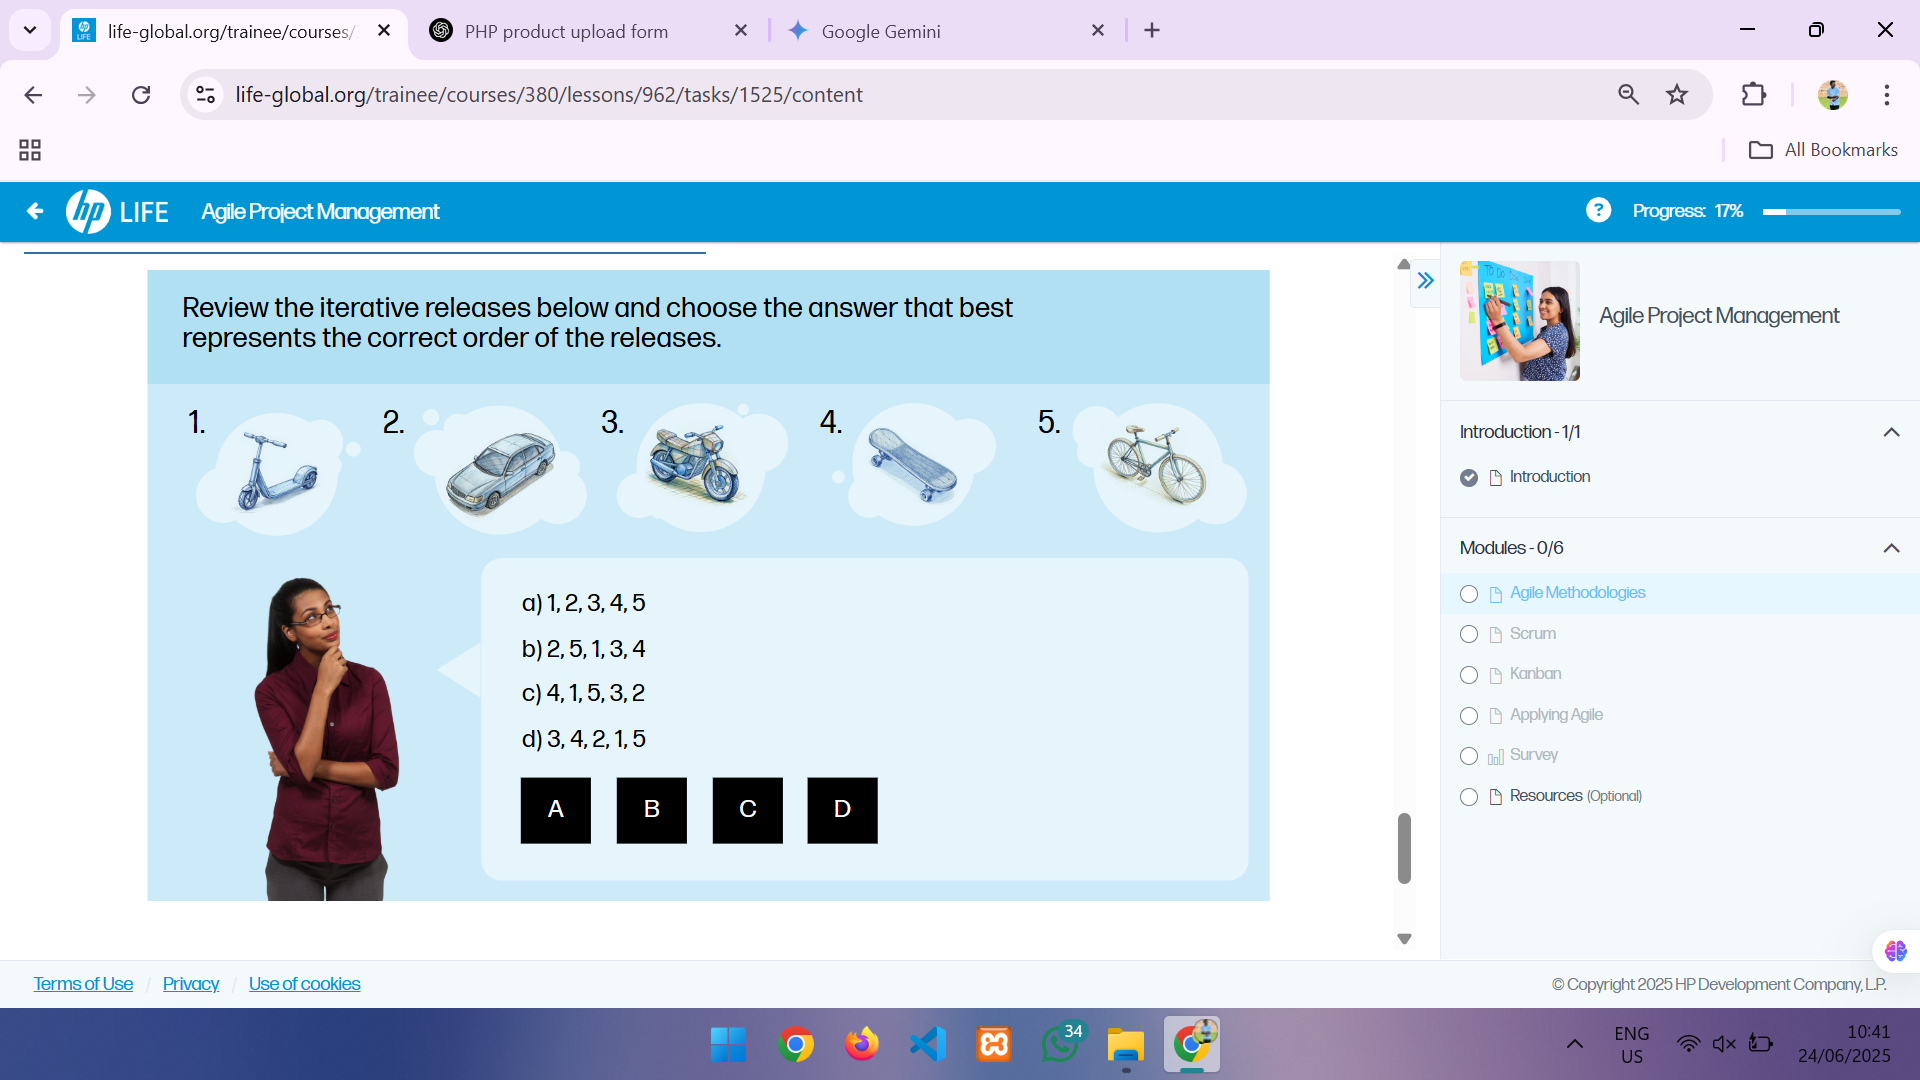 life-global.org/trainee/courses/
PHP product upload form
Google Gemini
life-global.org/trainee/courses/380/lessons/962/tasks/1525/content
All Bookmarks
hp LIFE
Agile Project Management
? Progress: 17%
Review the iterative releases below and choose the answer that best
represents the correct order of the releases.
1. 2. 3. 4. 5.
a) 1, 2, 3, 4, 5
b) 2, 5, 1, 3, 4
c) 4, 1, 5, 3, 2
d) 3, 4, 2, 1, 5
A B C D
Agile Project Management
Introduction - 1/1
Introduction
Modules - 0/6
Agile Methodologies
Scrum
Kanban
Applying Agile
Survey
Resources (Optional)
Terms of Use / Privacy / Use of cookies
© Copyright 2025 HP Development Company, L.P.
34
ENG
US
10:41
24/06/2025